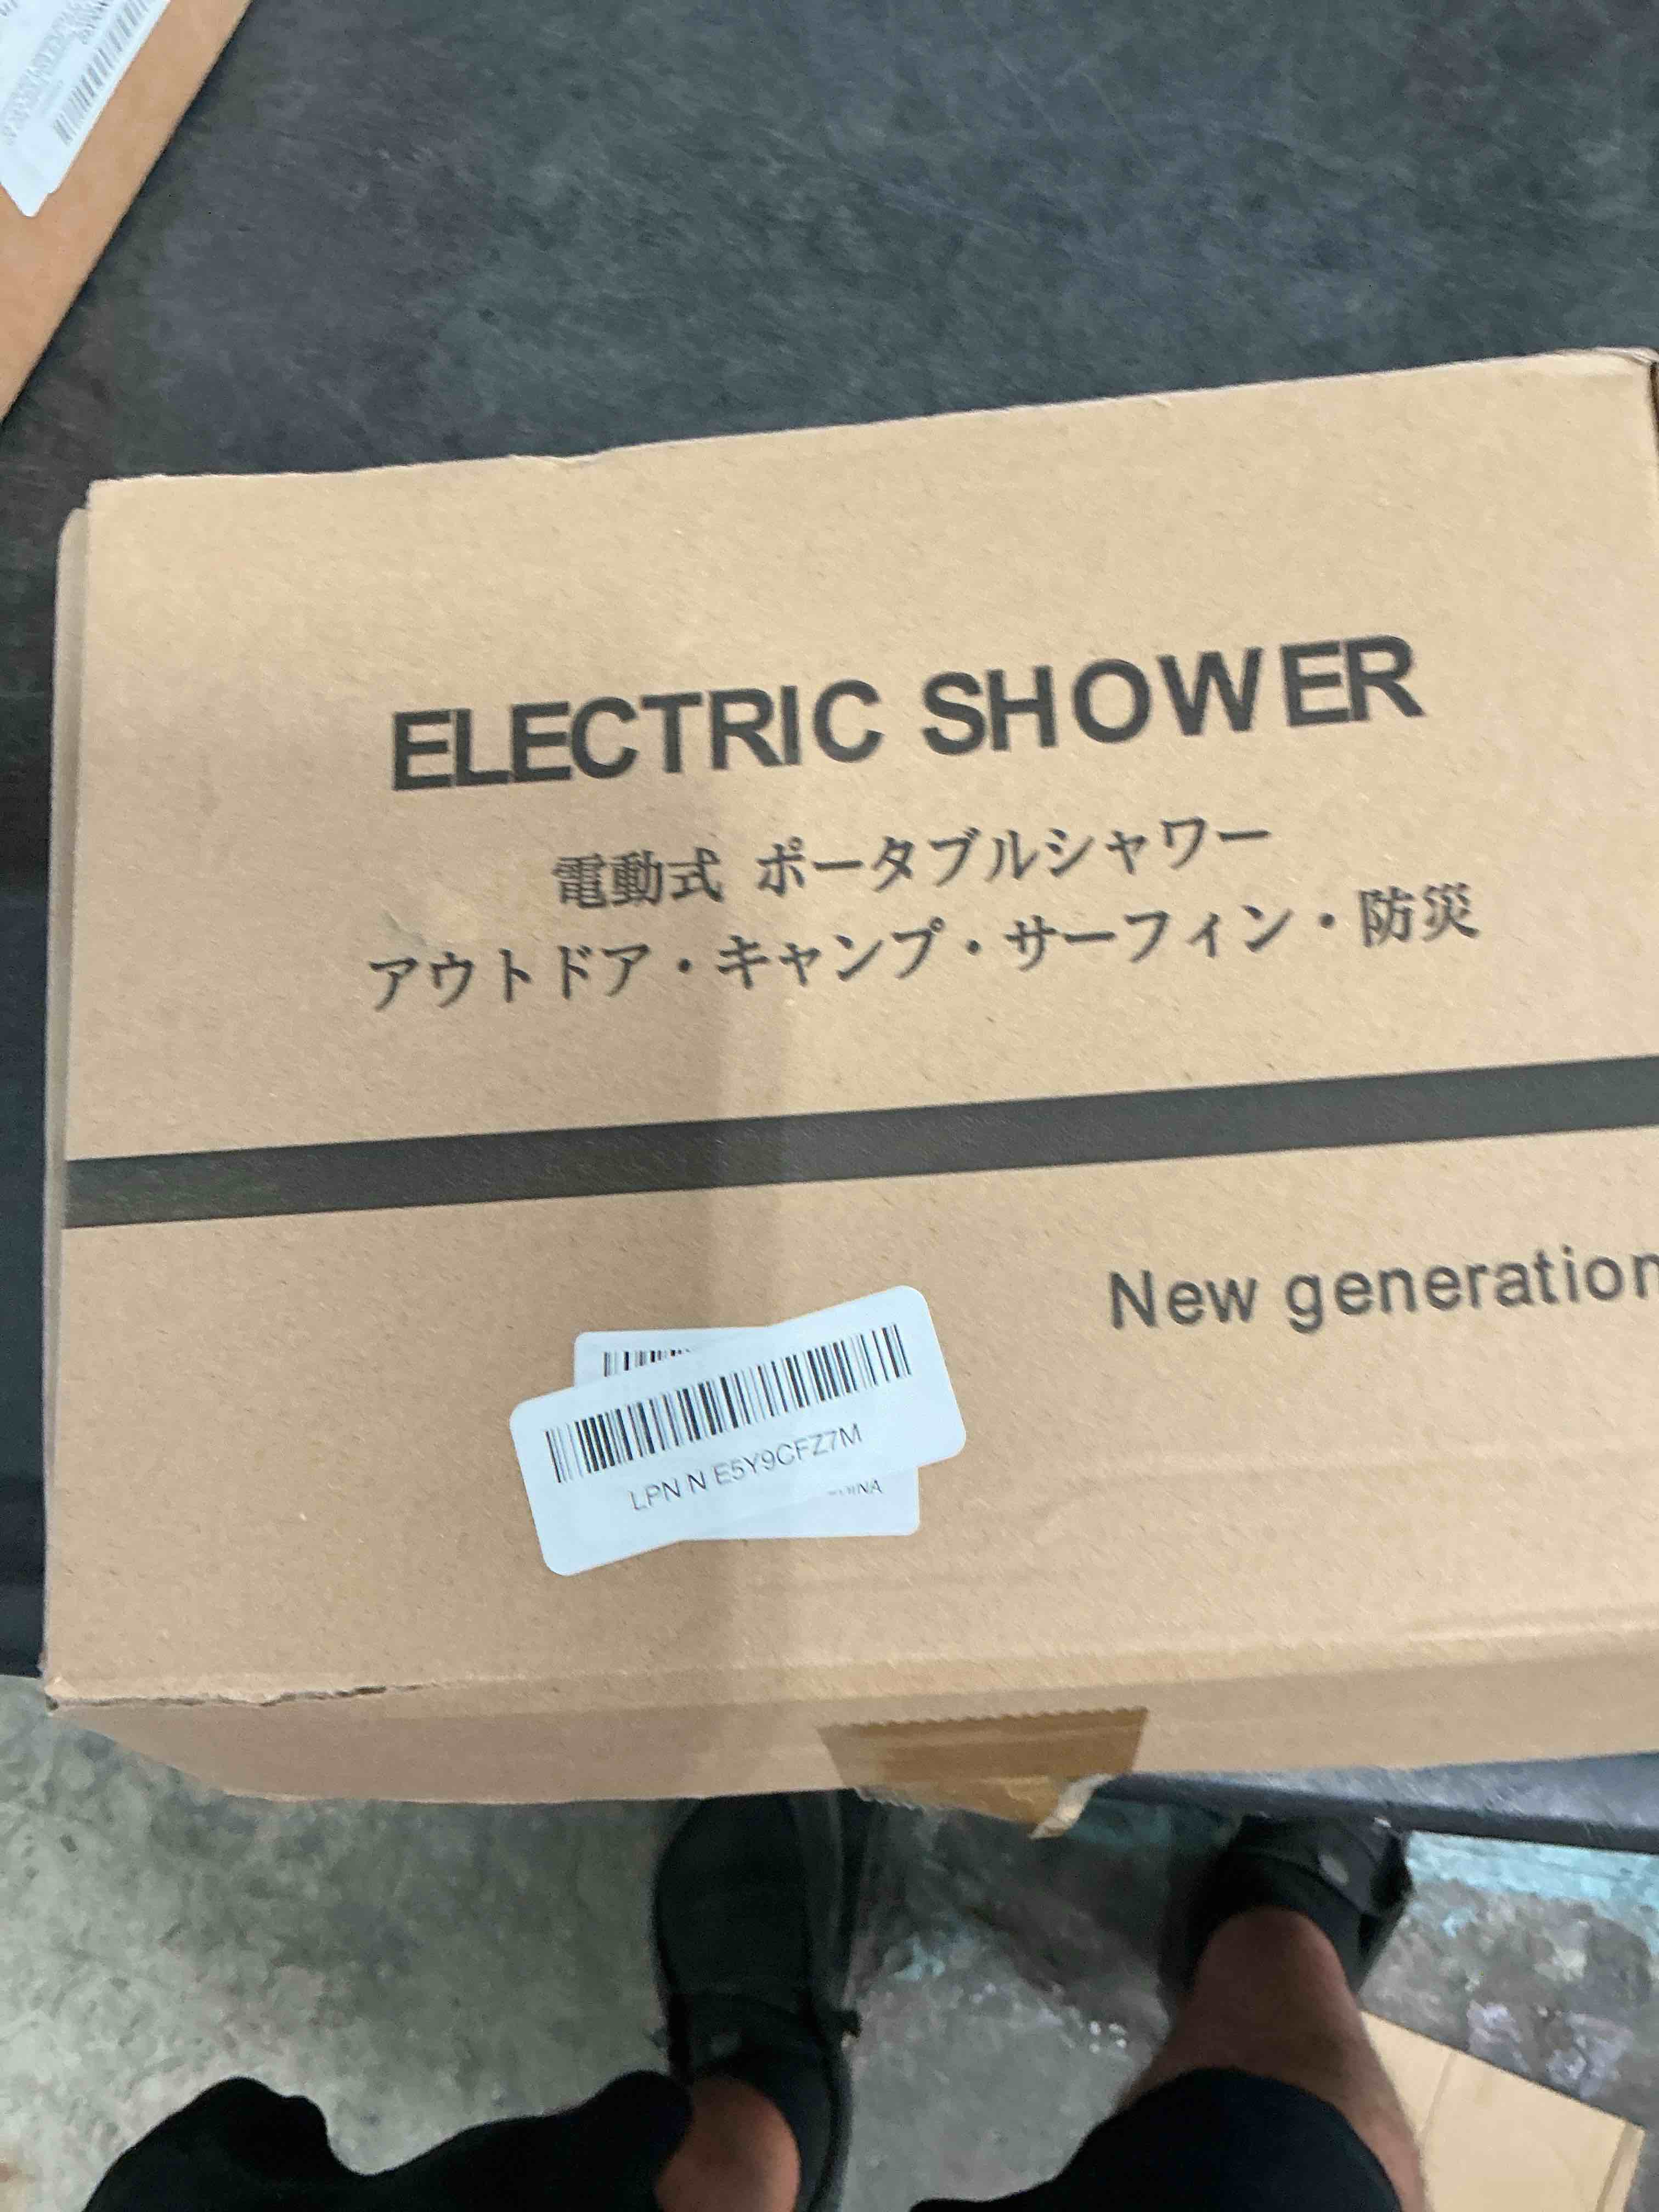 ELECTRIC SHOWER
電動式 ポータブルシャワー
アウトドア・キャンプ・サーフィン・防災
New generation
LPN N E5Y9CFZ7M